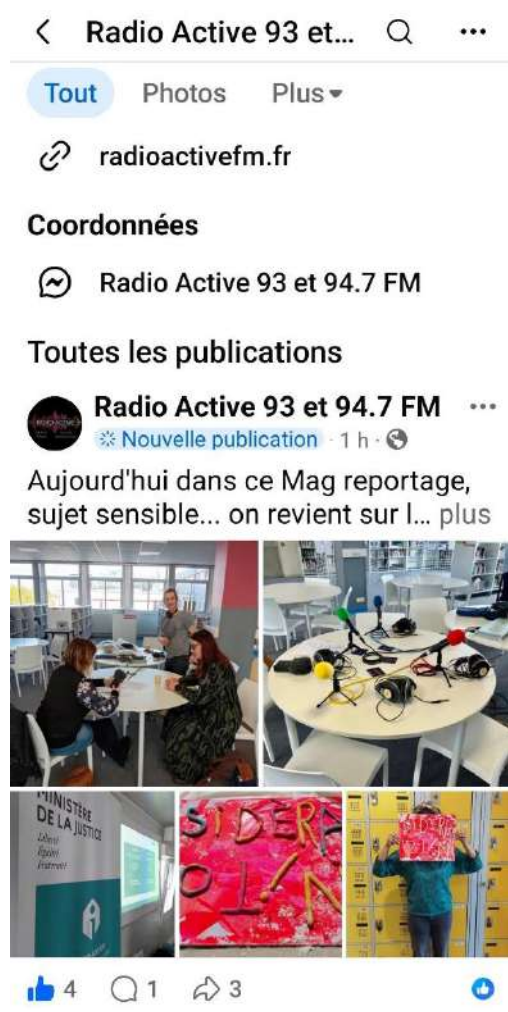 Radio Active 93 et...
Tout Photos Plus
radioactivefm.fr
Coordonnées
Radio Active 93 et 94.7 FM
Toutes les publications
Radio Active 93 et 94.7 FM
Nouvelle publication · 1 h ·
Aujourd'hui dans ce Mag reportage,
sujet sensible... on revient sur l... plus
MINISTÈRE
DE LA JUSTICE
Liberté
Égalité
Fraternité
SIDÉRA
4 1 3